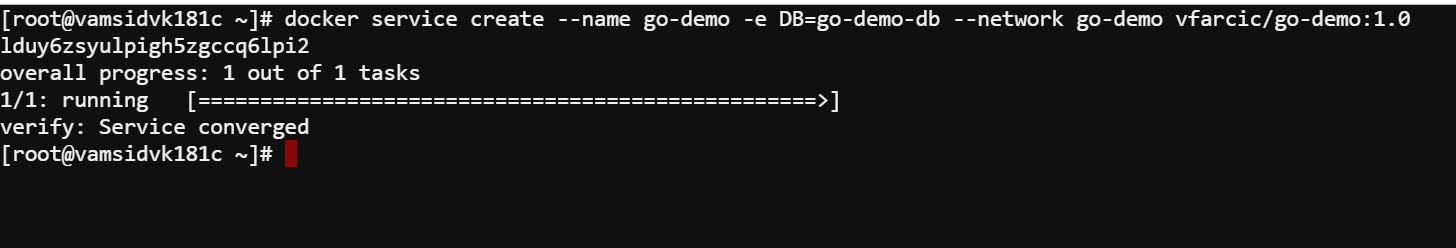 [root@vamsidvk181c ~]# docker service create --name go-demo -e DB=go-demo-db --network go-demo vfarcic/go-demo:1.0
lduy6zsyulpigh5zgccq6lpi2
overall progress: 1 out of 1 tasks
1/1: running   [==================================================>]
verify: Service converged
[root@vamsidvk181c ~]#